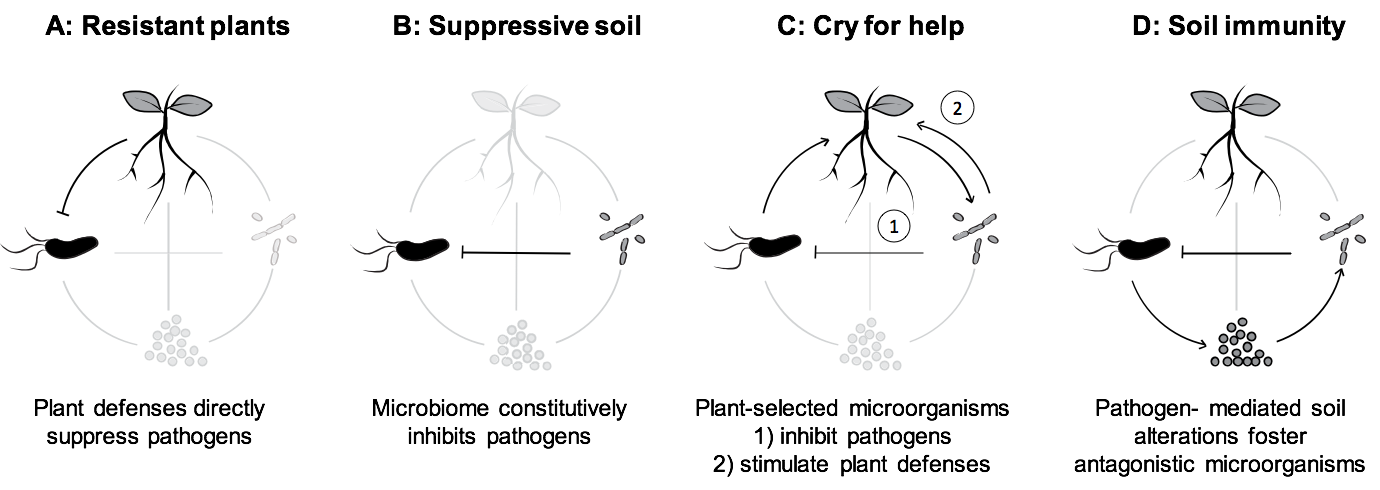 A: Resistant plants
B: Suppressive soil
C: Cry for help
D: Soil immunity
2
1
Plant defenses directly
suppress pathogens
Microbiome constitutively
inhibits pathogens
Plant-selected microorganisms
1) inhibit pathogens
2) stimulate plant defenses
Pathogen- mediated soil
alterations foster
antagonistic microorganisms